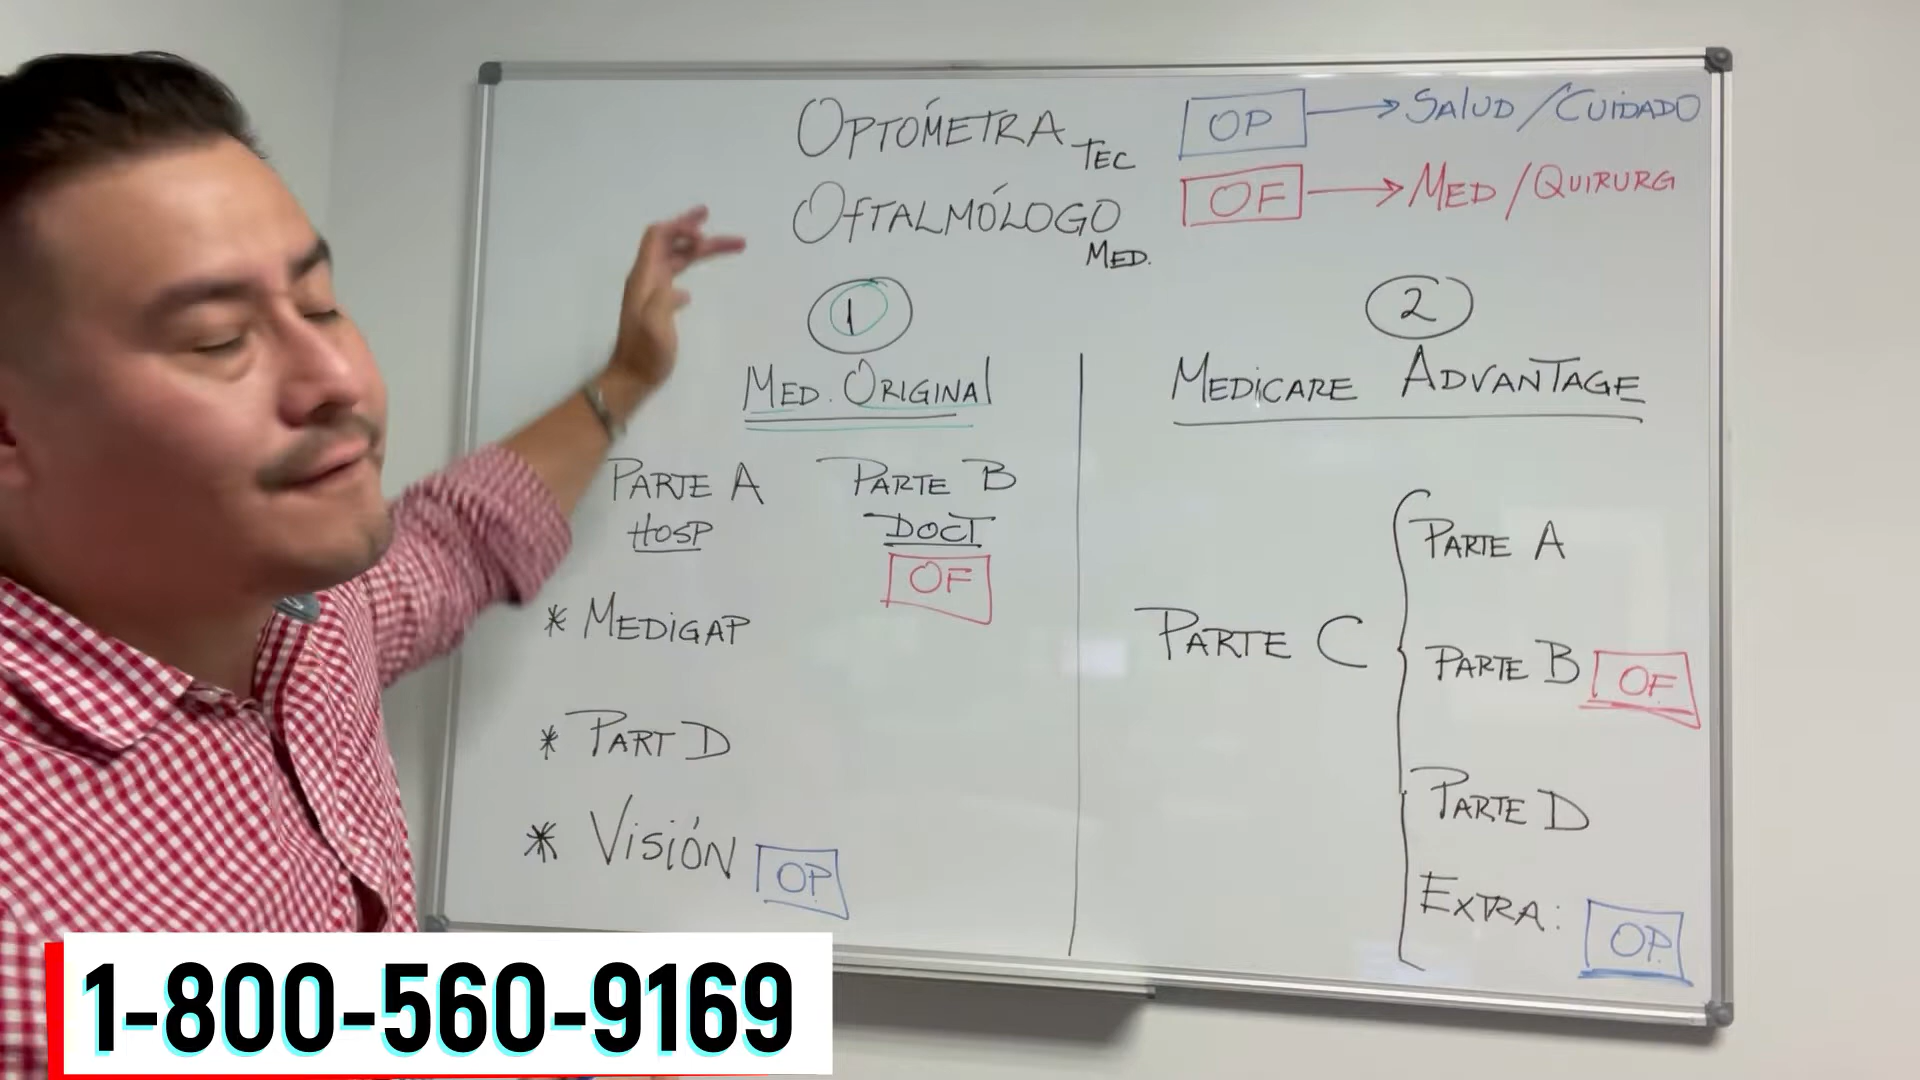 OPTÓMETRA TEC
OP → SALUD / CUIDADO
OFTALMÓLOGO MED.
OF → MED / QUIRURG
1
MED. ORIGINAL
PARTE A
HOSP
PARTE B
DOCT
OF
* MEDIGAP
* PART D
* VISIÓN OP
2
MEDICARE ADVANTAGE
PARTE C
PARTE A
PARTE B OF
PARTE D
EXTRA: OP.
1-800-560-9169